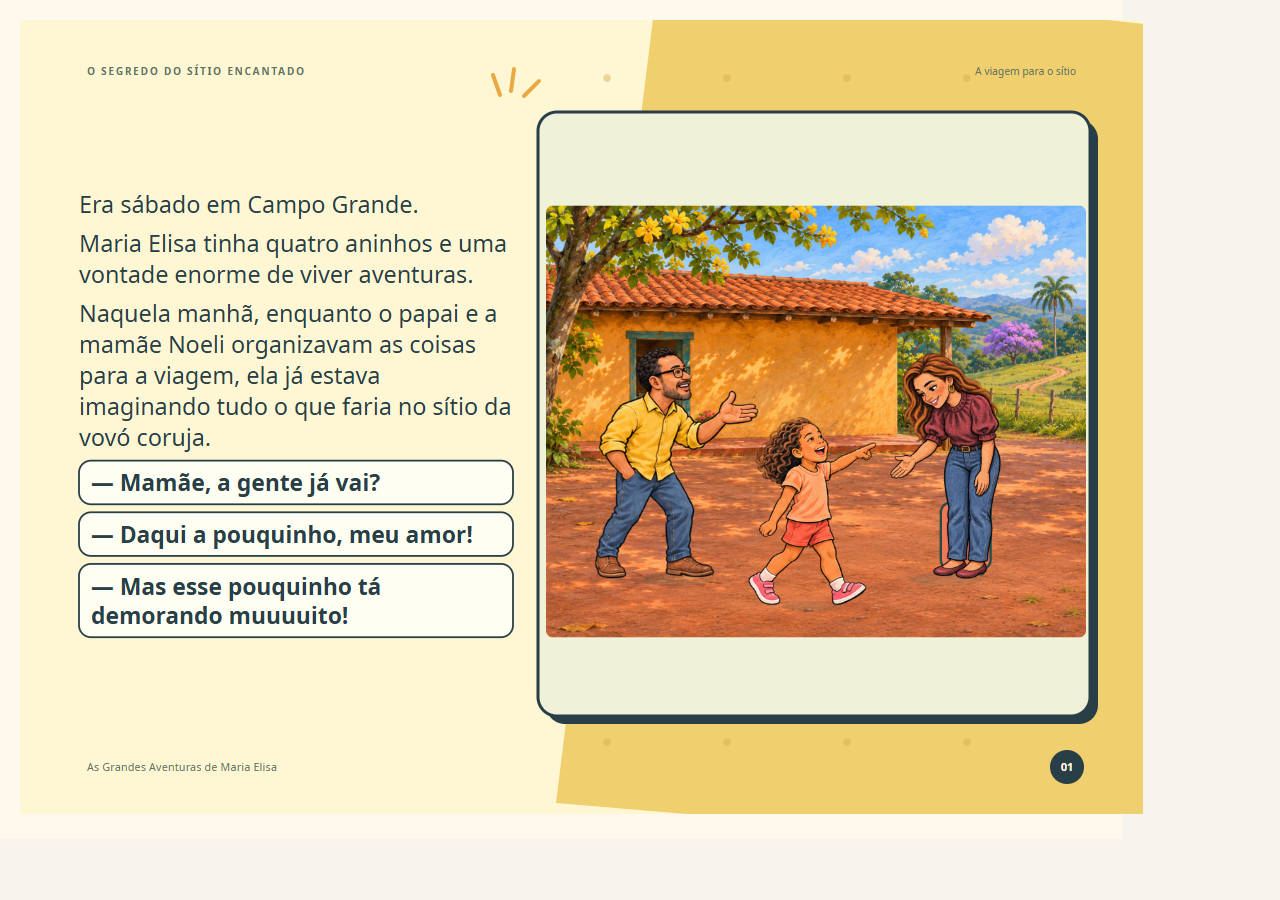 O SEGREDO DO SÍTIO ENCANTADO
A viagem para o sítio
Era sábado em Campo Grande.
Maria Elisa tinha quatro aninhos e uma
vontade enorme de viver aventuras.
Naquela manhã, enquanto o papai e a
mamãe Noeli organizavam as coisas
para a viagem, ela já estava
imaginando tudo o que faria no sítio da
vovó coruja.
— Mamãe, a gente já vai?
— Daqui a pouquinho, meu amor!
— Mas esse pouquinho tá
demorando muuuuito!
As Grandes Aventuras de Maria Elisa
01